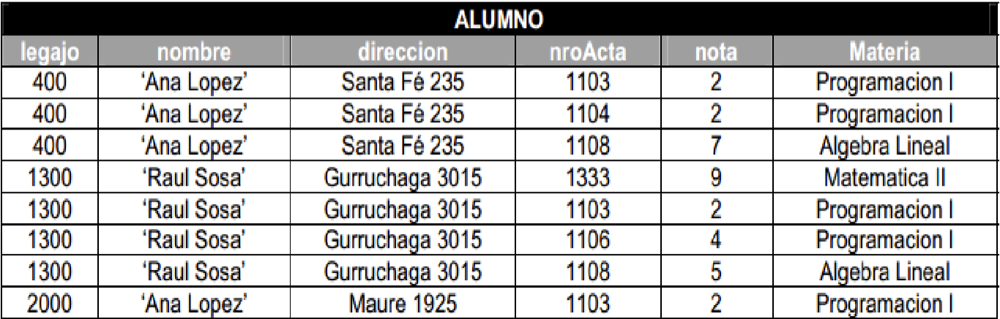 ALUMNO
legajo nombre direccion nroActa nota Materia
400 ‘Ana Lopez’ Santa Fé 235 1103 2 Programacion I
400 ‘Ana Lopez’ Santa Fé 235 1104 2 Programacion I
400 ‘Ana Lopez’ Santa Fé 235 1108 7 Algebra Lineal
1300 ‘Raul Sosa’ Gurruchaga 3015 1333 9 Matematica II
1300 ‘Raul Sosa’ Gurruchaga 3015 1103 2 Programacion I
1300 ‘Raul Sosa’ Gurruchaga 3015 1106 4 Programacion I
1300 ‘Raul Sosa’ Gurruchaga 3015 1108 5 Algebra Lineal
2000 ‘Ana Lopez’ Maure 1925 1103 2 Programacion I